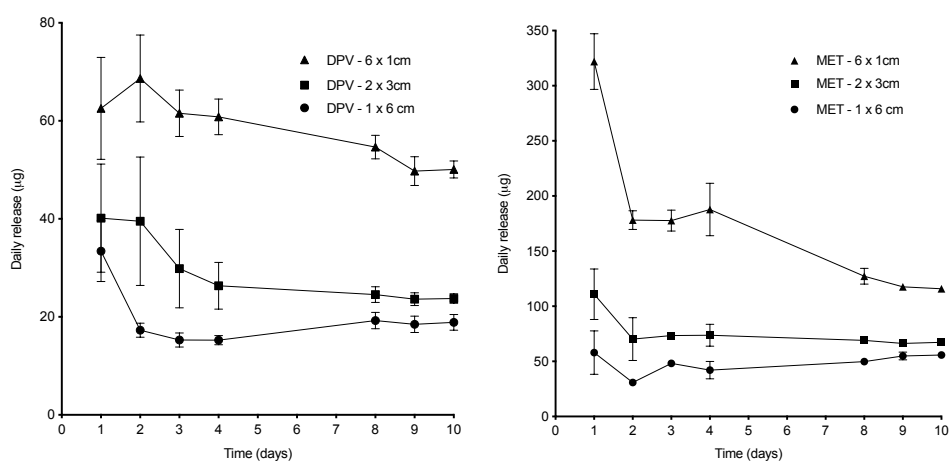 80
60
40
20
0
Daily release (µg)
0 1 2 3 4 5 6 7 8 9 10
Time (days)
DPV - 6 x 1cm
DPV - 2 x 3cm
DPV - 1 x 6 cm
350
300
250
200
150
100
50
0
Daily release (µg)
0 1 2 3 4 5 6 7 8 9 10
Time (days)
MET - 6 x 1cm
MET - 2 x 3cm
MET - 1 x 6 cm